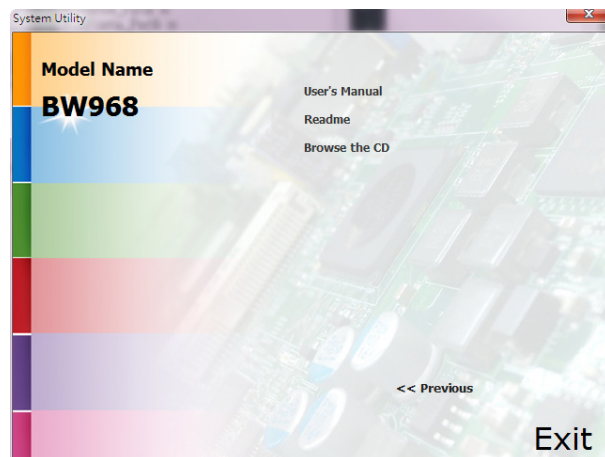 System Utility
Model Name
BW968
User's Manual
Readme
Browse the CD
<< Previous
Exit